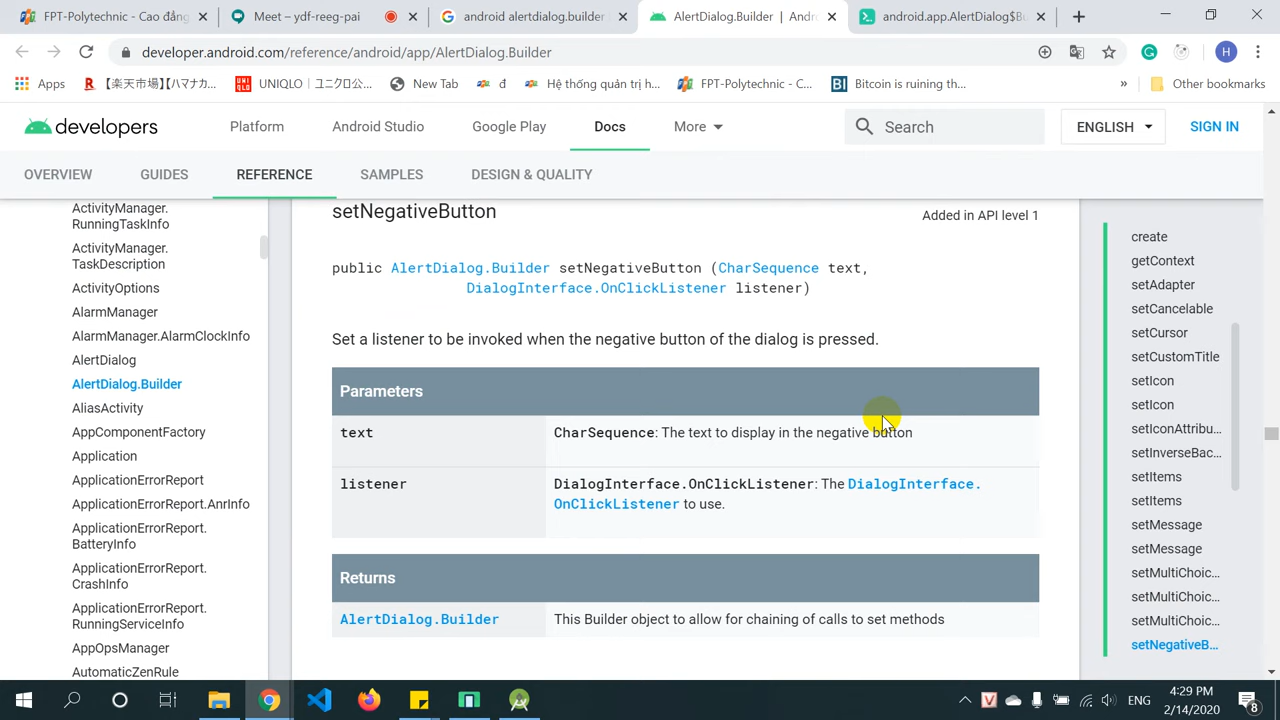 FPT-Polytechnic - Cao đẳng
Meet – ydf-reeg-pai
android alertdialog.builder
AlertDialog.Builder | Andro
android.app.AlertDialog$Bu
developer.android.com/reference/android/app/AlertDialog.Builder
H
Apps
【楽天市場】[ハマナカ...
UNIQLO｜ユニクロ公...
New Tab
đ
Hệ thống quản trị h...
FPT-Polytechnic - C...
BI
Bitcoin is ruining th...
»
Other bookmarks
developers
Platform
Android Studio
Google Play
Docs
More
Search
ENGLISH
SIGN IN
OVERVIEW
GUIDES
REFERENCE
SAMPLES
DESIGN & QUALITY
ActivityManager.
RunningTaskInfo
ActivityManager.
TaskDescription
ActivityOptions
AlarmManager
AlarmManager.AlarmClockInfo
AlertDialog
AlertDialog.Builder
AliasActivity
AppComponentFactory
Application
ApplicationErrorReport
ApplicationErrorReport.AnrInfo
ApplicationErrorReport.
BatteryInfo
ApplicationErrorReport.
CrashInfo
ApplicationErrorReport.
RunningServiceInfo
AppOpsManager
AutomaticZenRule
setNegativeButton
Added in API level 1
public AlertDialog.Builder setNegativeButton (CharSequence text,
DialogInterface.OnClickListener listener)
Set a listener to be invoked when the negative button of the dialog is pressed.
Parameters
text
CharSequence: The text to display in the negative button
listener
DialogInterface.OnClickListener: The DialogInterface.
OnClickListener to use.
Returns
AlertDialog.Builder
This Builder object to allow for chaining of calls to set methods
create
getContext
setAdapter
setCancelable
setCursor
setCustomTitle
setIcon
setIcon
setIconAttribu...
setInverseBac...
setItems
setItems
setMessage
setMessage
setMultiChoic...
setMultiChoic...
setMultiChoic...
setNegativeB...
V
ENG
4:29 PM
2/14/2020
8